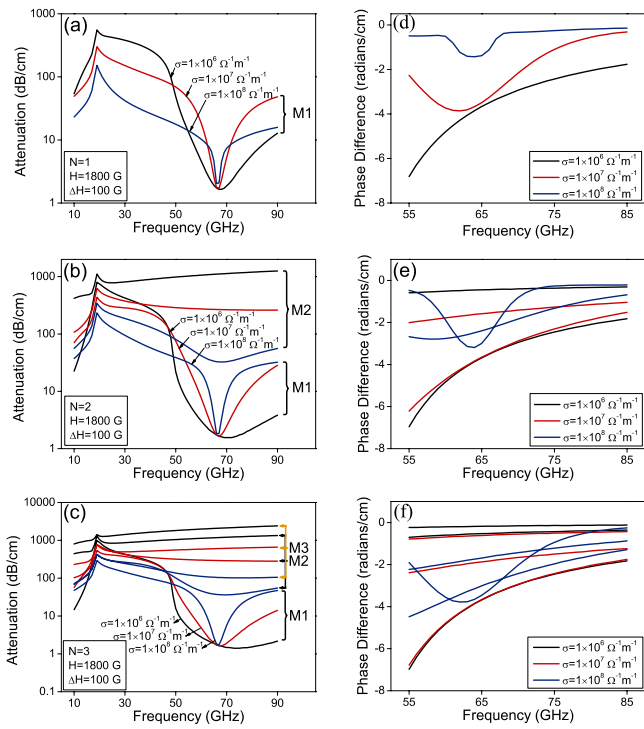 (a)
Attenuation (dB/cm)
1000
100
10
1
σ=1×10⁶ Ω⁻¹m⁻¹
σ=1×10⁷ Ω⁻¹m⁻¹
σ=1×10⁸ Ω⁻¹m⁻¹
M1
N=1
H=1800 G
ΔH=100 G
10 30 50 70 90
Frequency (GHz)
(d)
Phase Difference (radians/cm)
0
-2
-4
-6
-8
σ=1×10⁶ Ω⁻¹m⁻¹
σ=1×10⁷ Ω⁻¹m⁻¹
σ=1×10⁸ Ω⁻¹m⁻¹
55 65 75 85
Frequency (GHz)
(b)
Attenuation (dB/cm)
1000
100
10
1
M2
σ=1×10⁶ Ω⁻¹m⁻¹
σ=1×10⁷ Ω⁻¹m⁻¹
σ=1×10⁸ Ω⁻¹m⁻¹
M1
N=2
H=1800 G
ΔH=100 G
10 30 50 70 90
Frequency (GHz)
(e)
Phase Difference (radians/cm)
0
-2
-4
-6
-8
σ=1×10⁶ Ω⁻¹m⁻¹
σ=1×10⁷ Ω⁻¹m⁻¹
σ=1×10⁸ Ω⁻¹m⁻¹
55 65 75 85
Frequency (GHz)
(c)
Attenuation (dB/cm)
10000
1000
100
10
1
0.1
M3
M2
M1
σ=1×10⁶ Ω⁻¹m⁻¹
σ=1×10⁷ Ω⁻¹m⁻¹
σ=1×10⁸ Ω⁻¹m⁻¹
N=3
H=1800 G
ΔH=100 G
10 30 50 70 90
Frequency (GHz)
(f)
Phase Difference (radians/cm)
0
-2
-4
-6
-8
σ=1×10⁶ Ω⁻¹m⁻¹
σ=1×10⁷ Ω⁻¹m⁻¹
σ=1×10⁸ Ω⁻¹m⁻¹
55 65 75 85
Frequency (GHz)